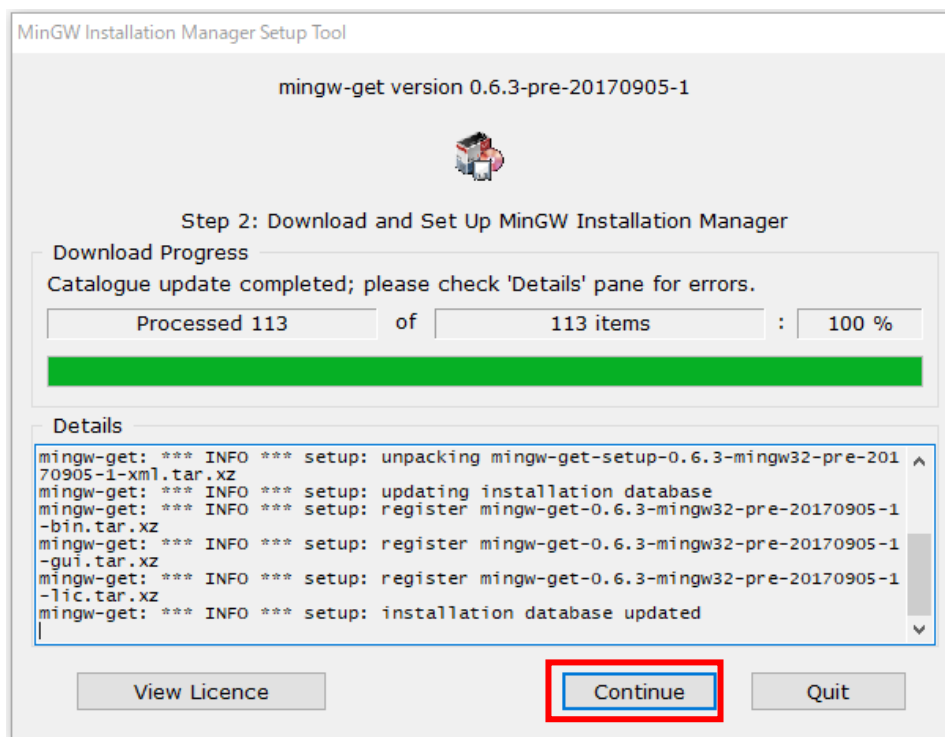 MinGW Installation Manager Setup Tool
mingw-get version 0.6.3-pre-20170905-1
Step 2: Download and Set Up MinGW Installation Manager
Download Progress
Catalogue update completed; please check 'Details' pane for errors.
Processed 113 of 113 items : 100 %
Details
mingw-get: *** INFO *** setup: unpacking mingw-get-setup-0.6.3-mingw32-pre-201
70905-1-xml.tar.xz
mingw-get: *** INFO *** setup: updating installation database
mingw-get: *** INFO *** setup: register mingw-get-0.6.3-mingw32-pre-20170905-1
-bin.tar.xz
mingw-get: *** INFO *** setup: register mingw-get-0.6.3-mingw32-pre-20170905-1
-gui.tar.xz
mingw-get: *** INFO *** setup: register mingw-get-0.6.3-mingw32-pre-20170905-1
-lic.tar.xz
mingw-get: *** INFO *** setup: installation database updated
View Licence Continue Quit